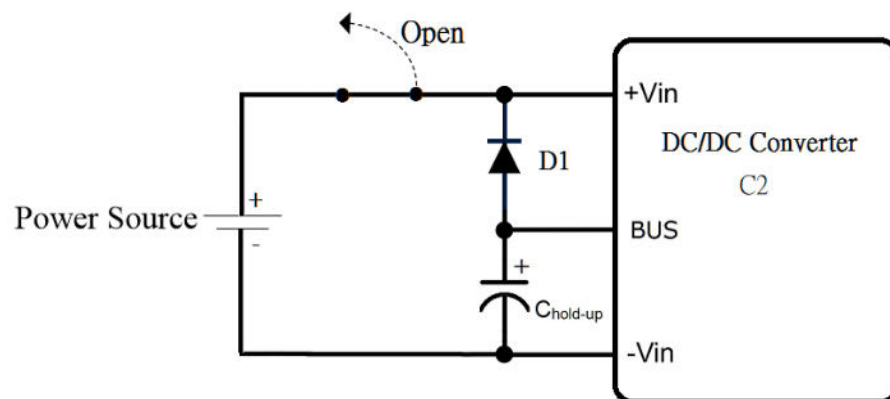 Open
+Vin
DC/DC Converter
C2
D1
+
Power Source
-
BUS
+
Chold-up
-Vin